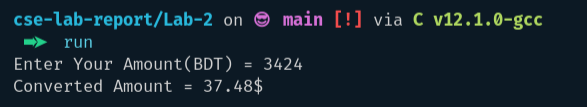 cse-lab-report/Lab-2 on 😎 main [!] via C v12.1.0-gcc
➡ run
Enter Your Amount(BDT) = 3424
Converted Amount = 37.48$